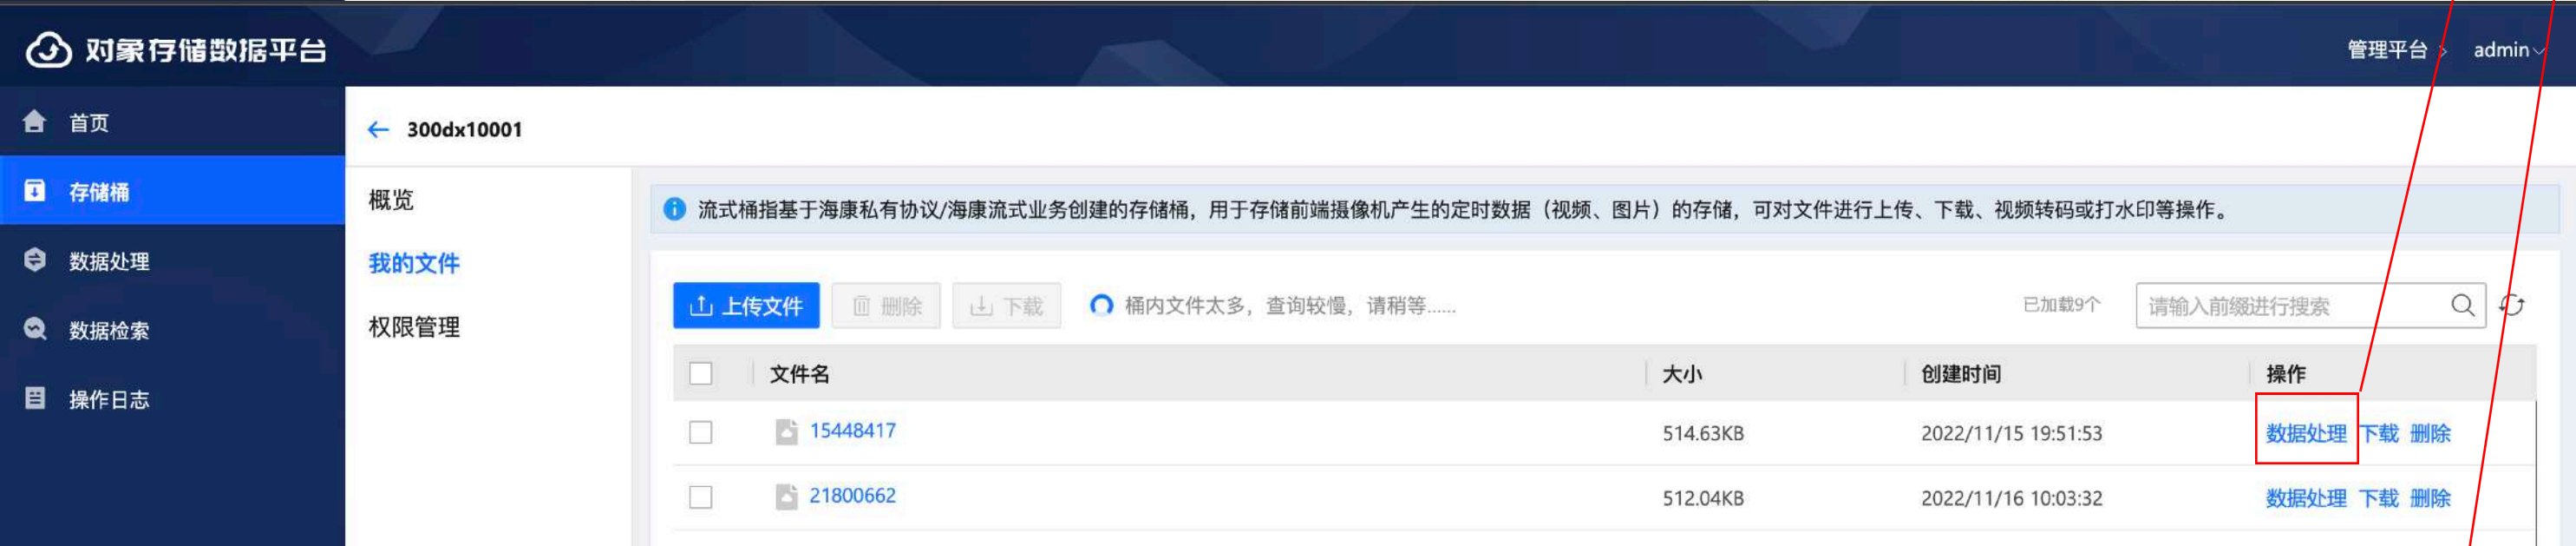 对象存储数据平台
管理平台 > admin
首页
存储桶
数据处理
数据检索
操作日志
← 300dx10001
概览
我的文件
权限管理
流式桶指基于海康私有协议/海康流式业务创建的存储桶，用于存储前端摄像机产生的定时数据（视频、图片）的存储，可对文件进行上传、下载、视频转码或打水印等操作。
上传文件 删除 下载 桶内文件太多，查询较慢，请稍等...... 已加载9个 请输入前缀进行搜索
文件名 大小 创建时间 操作
15448417 514.63KB 2022/11/15 19:51:53 数据处理 下载 删除
21800662 512.04KB 2022/11/16 10:03:32 数据处理 下载 删除